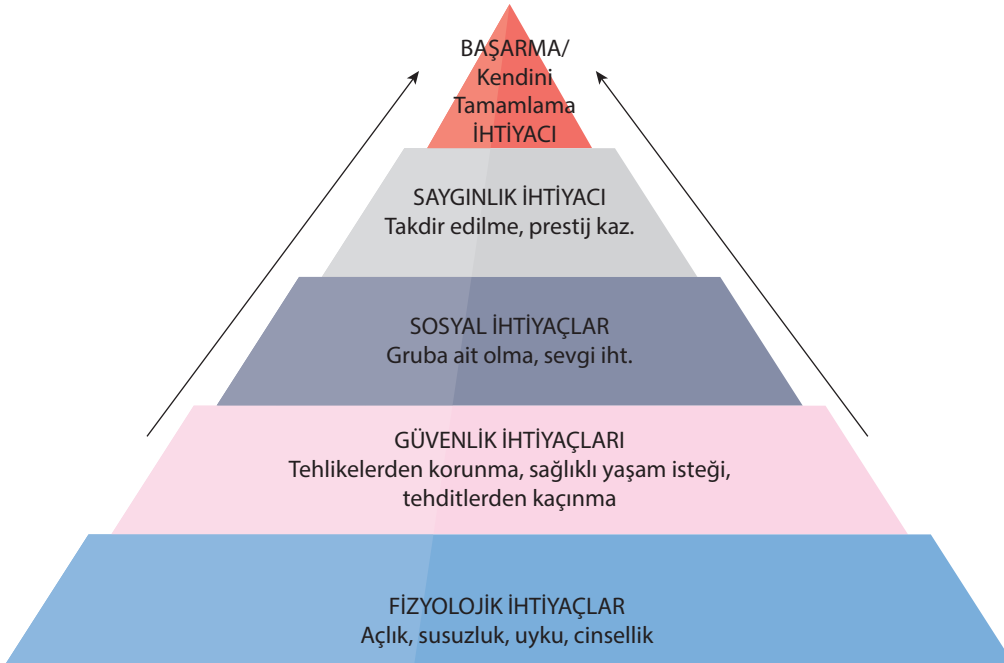 BAŞARMA/
Kendini
Tamamlama
İHTİYACI
SAYGINLIK İHTİYACI
Takdir edilme, prestij kaz.
SOSYAL İHTİYAÇLAR
Gruba ait olma, sevgi iht.
GÜVENLİK İHTİYAÇLARI
Tehlikelerden korunma, sağlıklı yaşam isteği,
tehditlerden kaçınma
FİZYOLOJİK İHTİYAÇLAR
Açlık, susuzluk, uyku, cinsellik